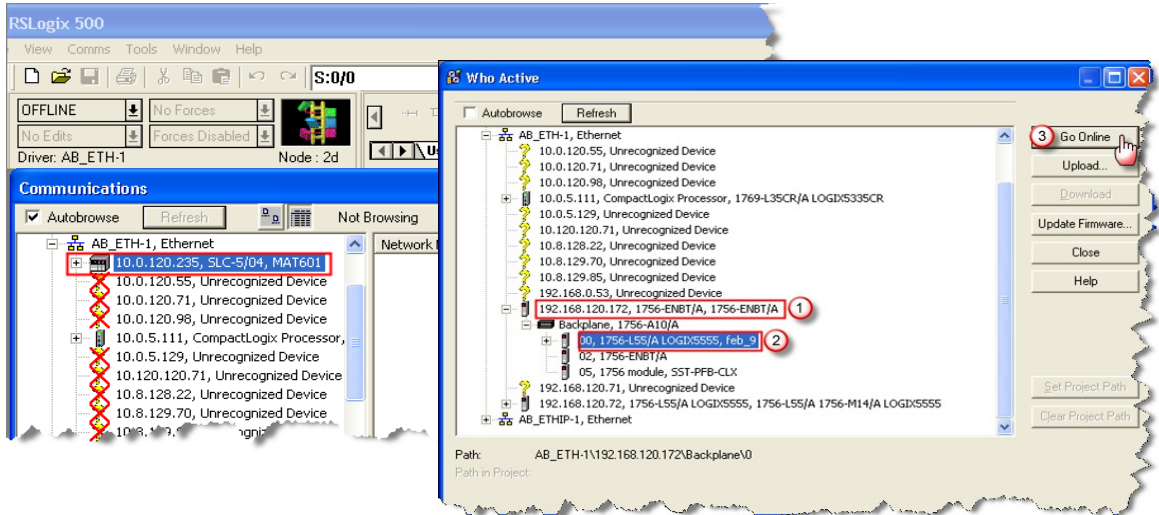 RSLogix 500
View Comms Tools Window Help
S:0/0
OFFLINE
No Forces
No Edits
Forces Disabled
Driver: AB_ETH-1
Node : 2d
Communications
Autobrowse
Refresh
Not Browsing
AB_ETH-1, Ethernet
10.0.120.235, SLC-5/04, MAT601
10.0.120.55, Unrecognized Device
10.0.120.71, Unrecognized Device
10.0.120.98, Unrecognized Device
10.0.5.111, CompactLogix Processor,
10.0.5.129, Unrecognized Device
10.120.120.71, Unrecognized Device
10.8.128.22, Unrecognized Device
10.8.129.70, Unrecognized Device
Network
Who Active
Autobrowse
Refresh
AB_ETH-1, Ethernet
10.0.120.55, Unrecognized Device
10.0.120.71, Unrecognized Device
10.0.120.98, Unrecognized Device
10.0.5.111, CompactLogix Processor, 1769-L35CR/A LOGIX5335CR
10.0.5.129, Unrecognized Device
10.120.120.71, Unrecognized Device
10.8.128.22, Unrecognized Device
10.8.129.70, Unrecognized Device
10.8.129.85, Unrecognized Device
192.168.0.53, Unrecognized Device
192.168.120.172, 1756-ENBT/A, 1756-ENBT/A
1
Backplane, 1756-A10/A
00, 1756-L55/A LOGIX5555, feb_9
2
02, 1756-ENBT/A
05, 1756 module, SST-PFB-CLX
192.168.120.71, Unrecognized Device
192.168.120.72, 1756-L55/A LOGIX5555, 1756-L55/A 1756-M14/A LOGIX5555
AB_ETHIP-1, Ethernet
3
Go Online
Upload...
Download
Update Firmware...
Close
Help
Set Project Path
Clear Project Path
Path: AB_ETH-1\192.168.120.172\Backplane\0
Path in Project: